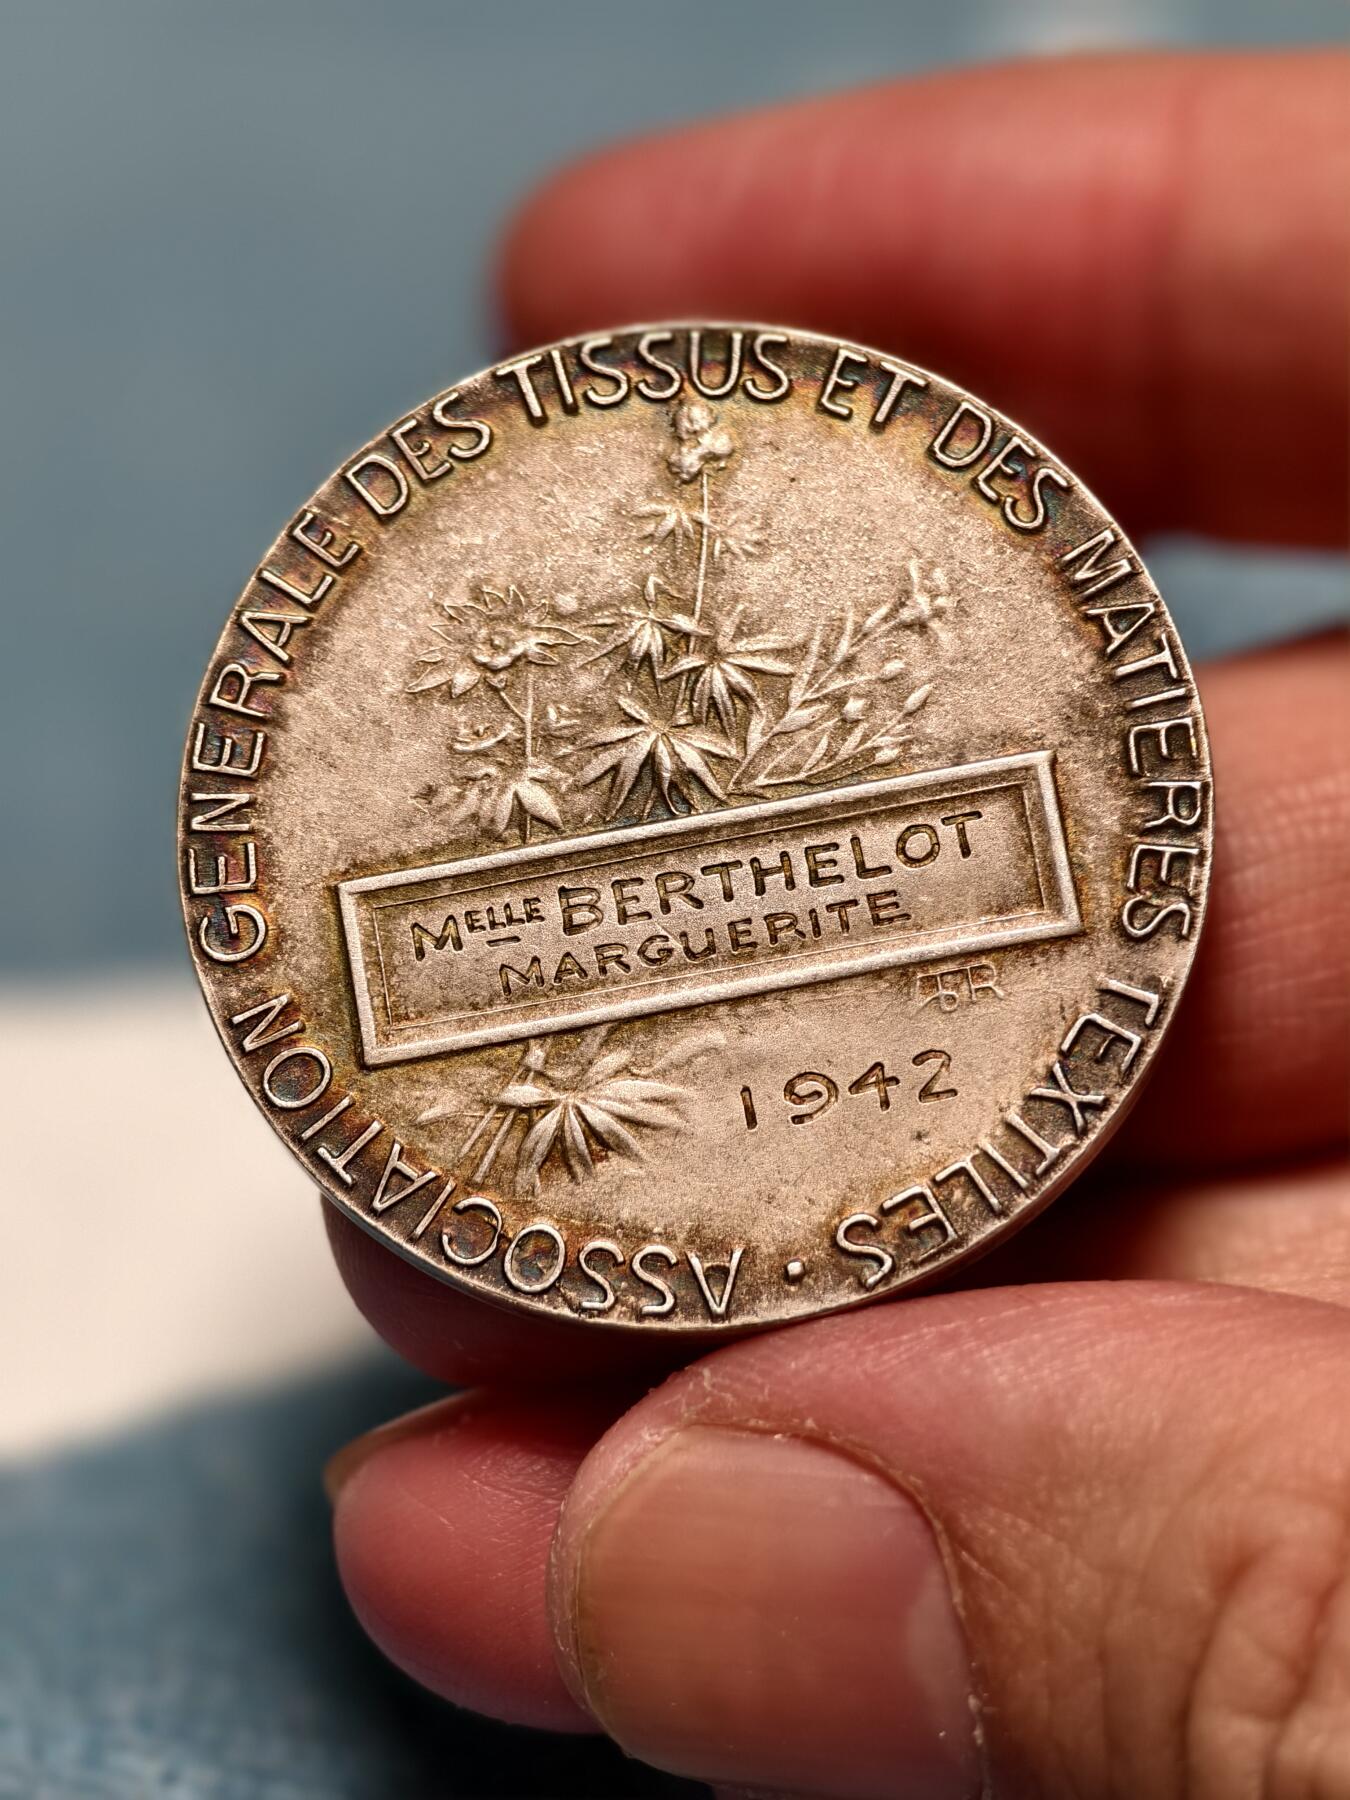 ASSOCIATION GENERALE DES TISSUS ET DES MATIERES TEXTILES ·
MELLE BERTHELOT
MARGUERITE
1942